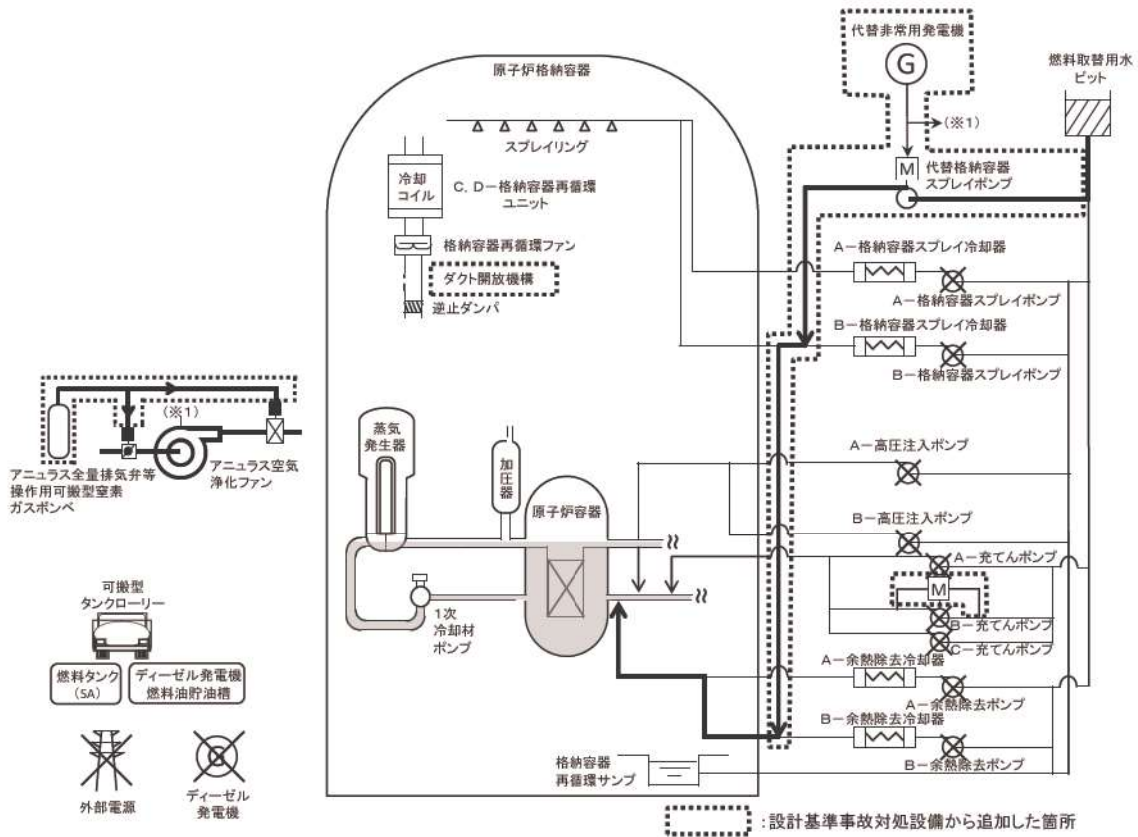 代替非常用発電機
G
(※1)
燃料取替用水
ピット
M
代替格納容器
スプレイポンプ
原子炉格納容器
スプレイリング
冷却
コイル
C，D－格納容器再循環
ユニット
格納容器再循環ファン
ダクト開放機構
逆止ダンパ
A－格納容器スプレイ冷却器
A－格納容器スプレイポンプ
B－格納容器スプレイ冷却器
B－格納容器スプレイポンプ
(※1)
アニュラス全量排気弁等
操作用可搬型窒素
ガスボンベ
アニュラス空気
浄化ファン
蒸気
発生器
加圧器
原子炉容器
1次
冷却材
ポンプ
A－高圧注入ポンプ
B－高圧注入ポンプ
A－充てんポンプ
M
B－充てんポンプ
C－充てんポンプ
A－余熱除去冷却器
A－余熱除去ポンプ
B－余熱除去冷却器
B－余熱除去ポンプ
格納容器
再循環サンプ
可搬型
タンクローリー
燃料タンク
(SA)
ディーゼル発電機
燃料油貯油槽
外部電源
ディーゼル
発電機
：設計基準事故対処設備から追加した箇所